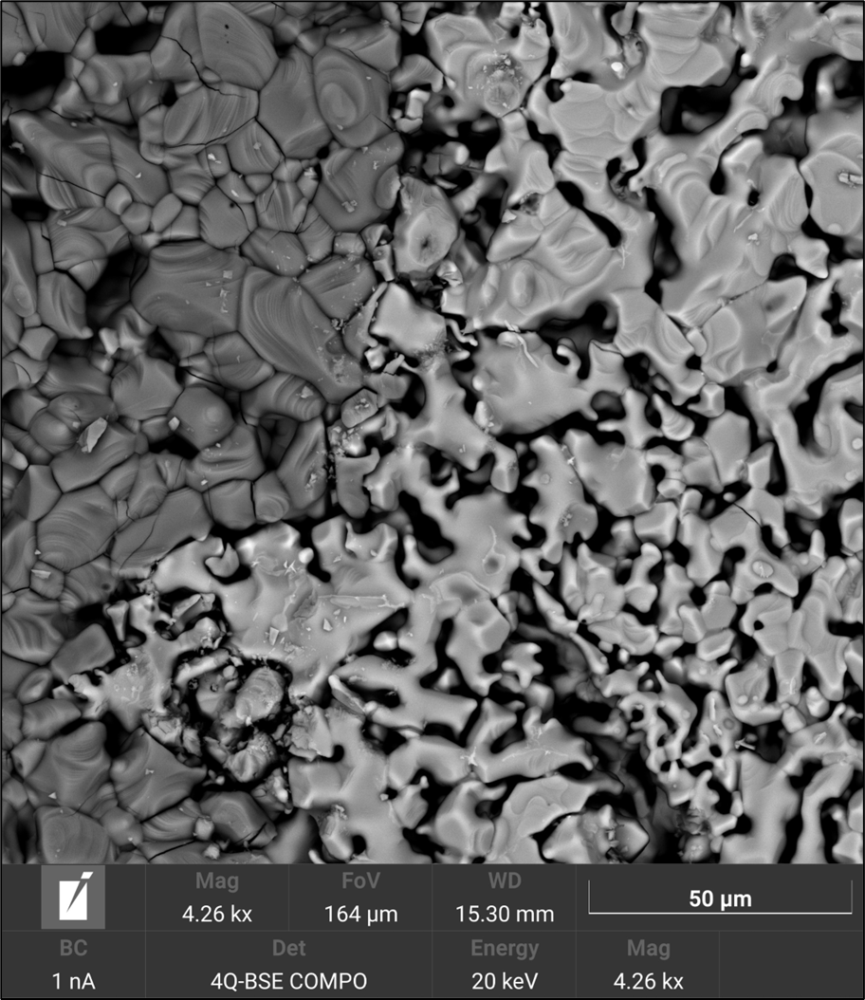 Mag
4.26 kx
FoV
164 µm
WD
15.30 mm
50 µm
BC
1 nA
Det
4Q-BSE COMPO
Energy
20 keV
Mag
4.26 kx